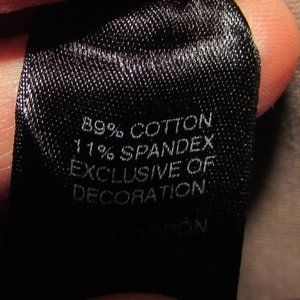 89% COTTON
11% SPANDEX
EXCLUSIVE OF
DECORATION